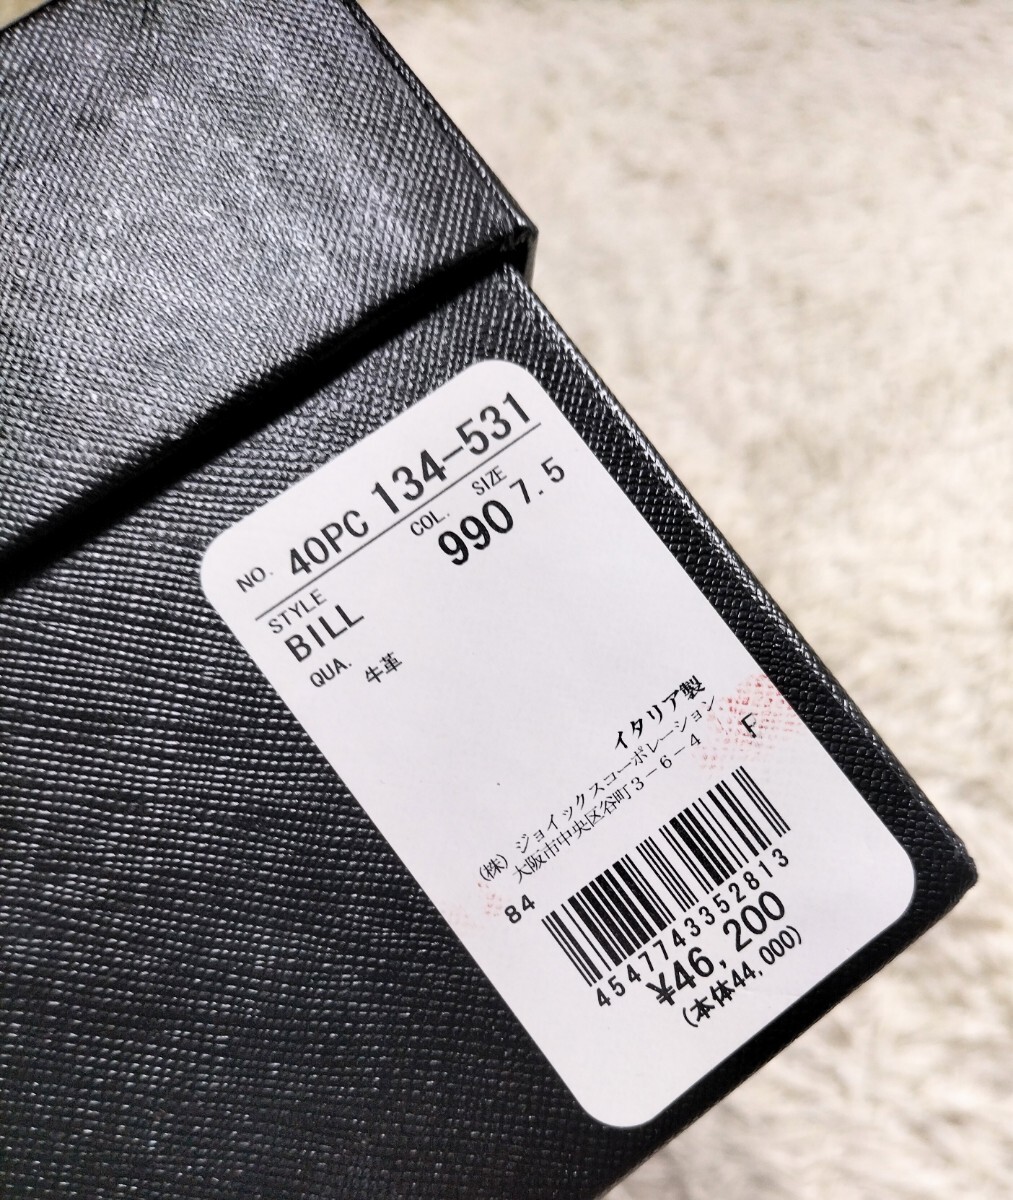 NO. 40PC 134-531
STYLE COL. SIZE
BILL 990 7.5
QUA. 牛革
イタリア製
(株) ジョイックスコーポレーション
大阪市中央区谷町3-6-4 F
84
4547743352813
¥46,200
(本体44,000)